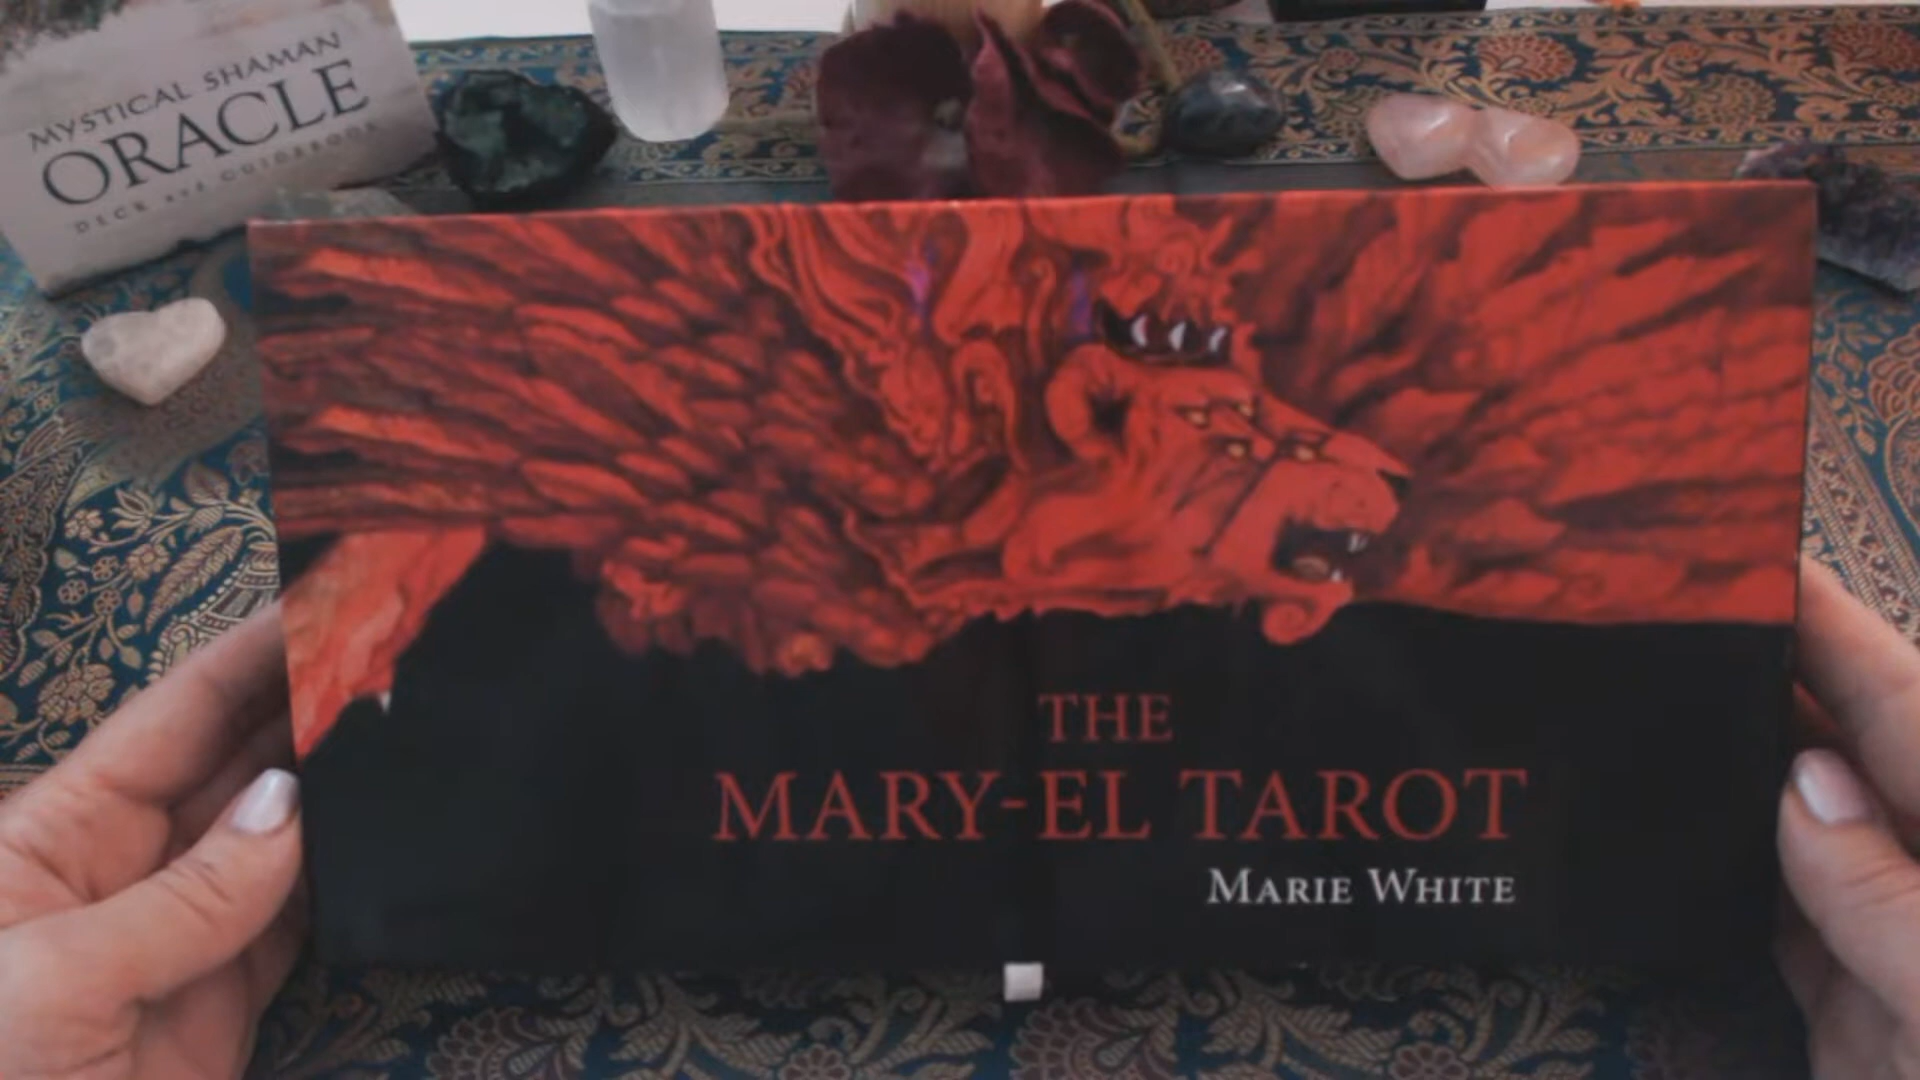 MYSTICAL SHAMAN
ORACLE
DECK AND GUIDEBOOK
THE
MARY-EL TAROT
MARIE WHITE